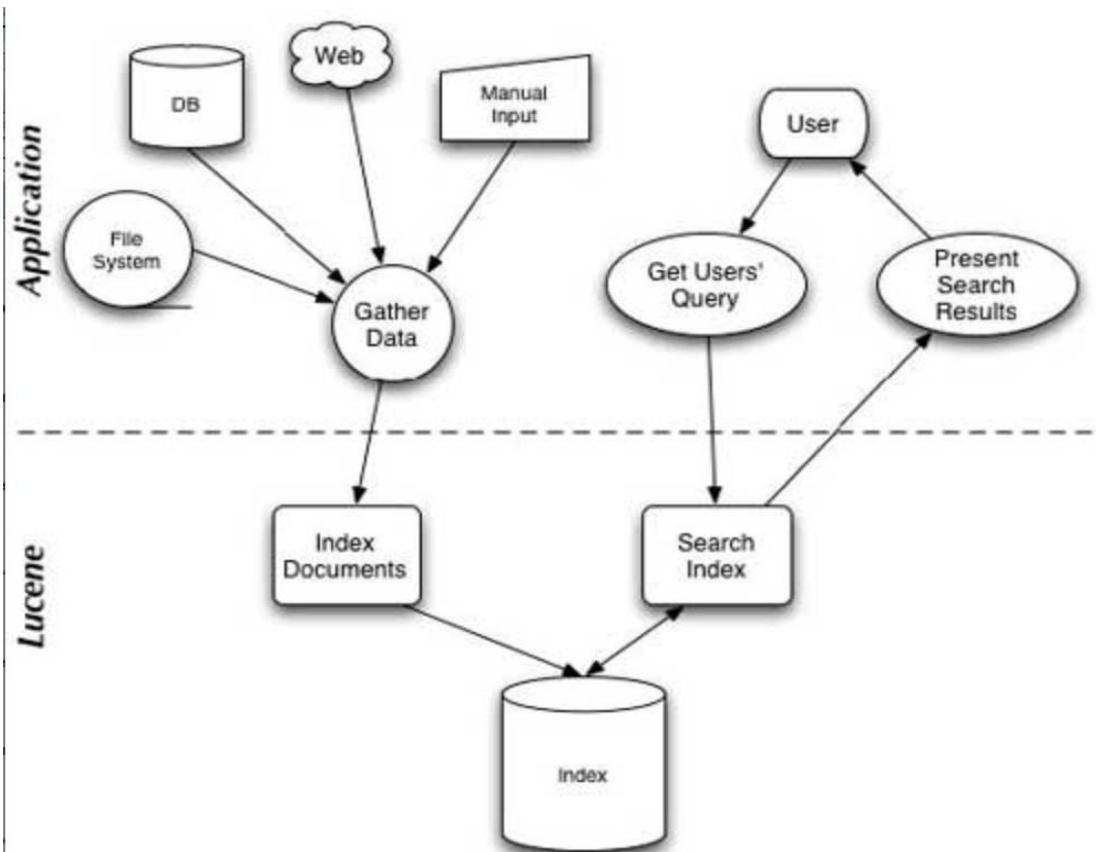 Application
DB
Web
Manual
Input
User
File
System
Gather
Data
Get Users'
Query
Present
Search
Results
Lucene
Index
Documents
Search
Index
Index